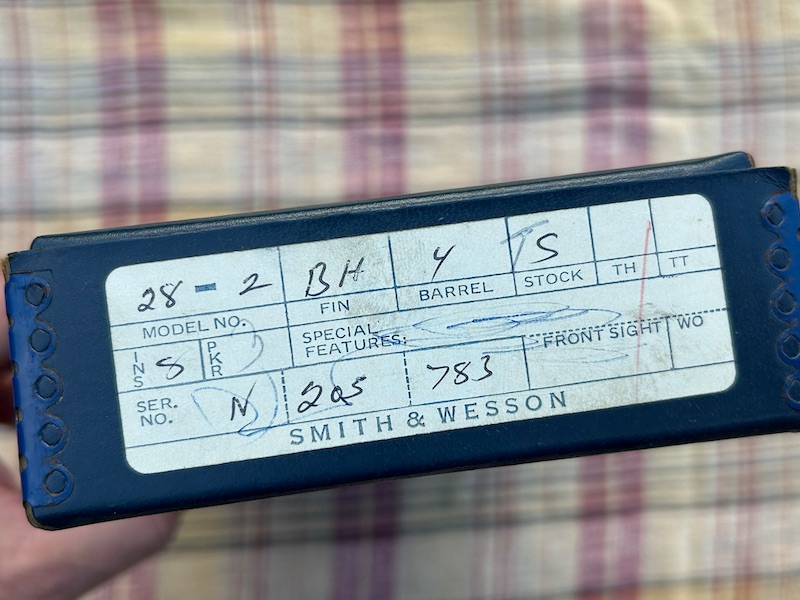 28 - 2 BH 4 TS
MODEL NO. FIN BARREL STOCK TH TT
INS 8 PKR SPECIAL FEATURES: FRONT SIGHT WO
SER. NO. N 205 783
SMITH & WESSON